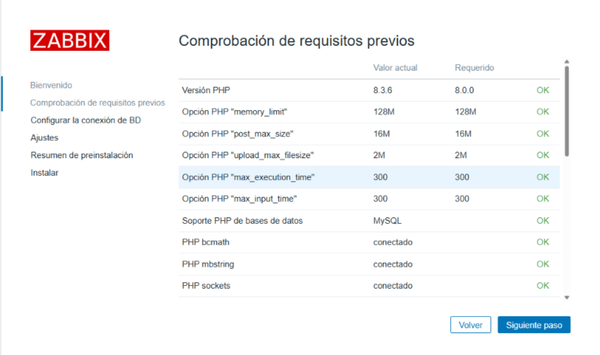 ZABBIX
Comprobación de requisitos previos
Bienvenido
Comprobación de requisitos previos
Configurar la conexión de BD
Ajustes
Resumen de preinstalación
Instalar
Valor actual Requerido
Versión PHP 8.3.6 8.0.0 OK
Opción PHP "memory_limit" 128M 128M OK
Opción PHP "post_max_size" 16M 16M OK
Opción PHP "upload_max_filesize" 2M 2M OK
Opción PHP "max_execution_time" 300 300 OK
Opción PHP "max_input_time" 300 300 OK
Soporte PHP de bases de datos MySQL OK
PHP bcmath conectado OK
PHP mbstring conectado OK
PHP sockets conectado OK
Volver Siguiente paso